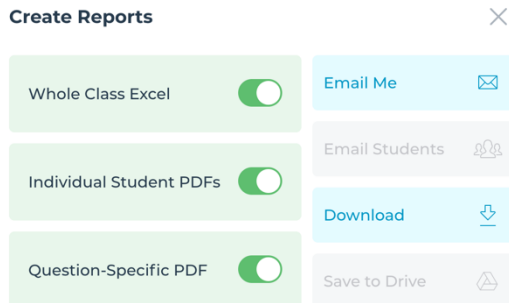 Create Reports
Whole Class Excel
Individual Student PDFs
Question-Specific PDF
Email Me
Email Students
Download
Save to Drive